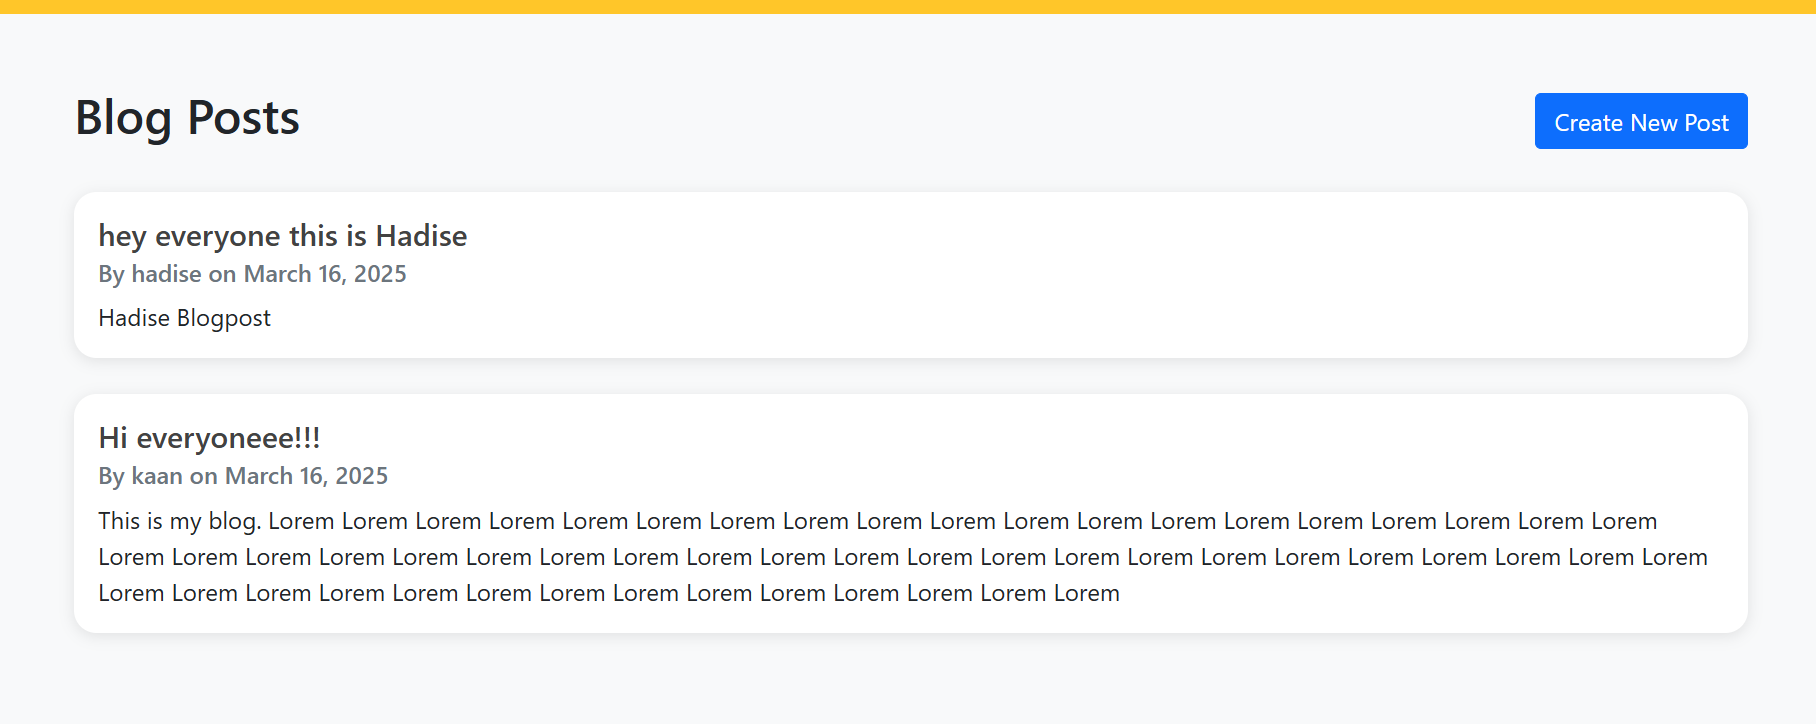 Blog Posts
Create New Post
hey everyone this is Hadise
By hadise on March 16, 2025
Hadise Blogpost
Hi everyoneee!!!
By kaan on March 16, 2025
This is my blog. Lorem Lorem Lorem Lorem Lorem Lorem Lorem Lorem Lorem Lorem Lorem Lorem Lorem Lorem Lorem Lorem Lorem Lorem Lorem
Lorem Lorem Lorem Lorem Lorem Lorem Lorem Lorem Lorem Lorem Lorem Lorem Lorem Lorem Lorem Lorem Lorem Lorem Lorem Lorem Lorem Lorem
Lorem Lorem Lorem Lorem Lorem Lorem Lorem Lorem Lorem Lorem Lorem Lorem Lorem Lorem